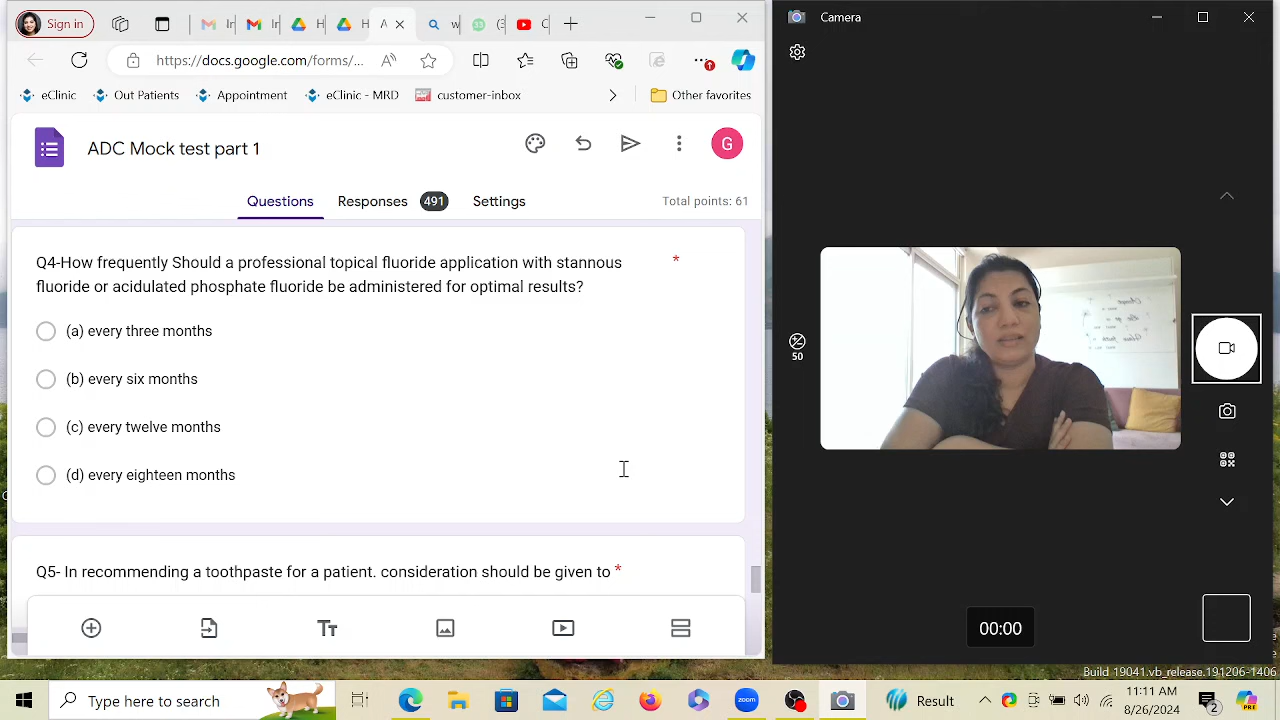 Sign in
https://docs.google.com/forms/...
eClinic
Out Patients
Appointment
eClinic - MRD
customer-inbox
Other favorites
ADC Mock test part 1
G
Questions
Responses
491
Settings
Total points: 61
Q4-How frequently Should a professional topical fluoride application with stannous *
fluoride or acidulated phosphate fluoride be administered for optimal results?
(a) every three months
(b) every six months
(c) every twelve months
(d) every eighteen months
Q5- In recommending a toothpaste for a patient. consideration should be given to *
Camera
50
00:00
Build 19041.vb_release.191206-1406
Type here to search
zoom
Result
11:11 AM
8/26/2024
2
PRE